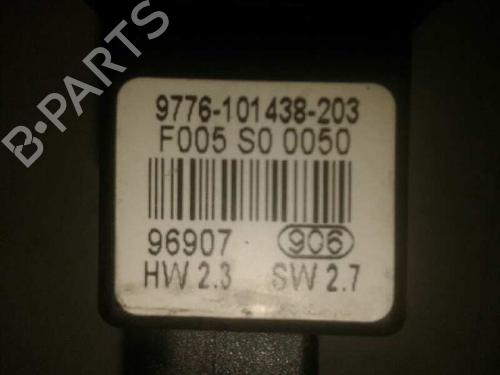 9776-101438-203
F005 S0 0050
96907 906
HW 2.3 SW 2.7
B-PARTS